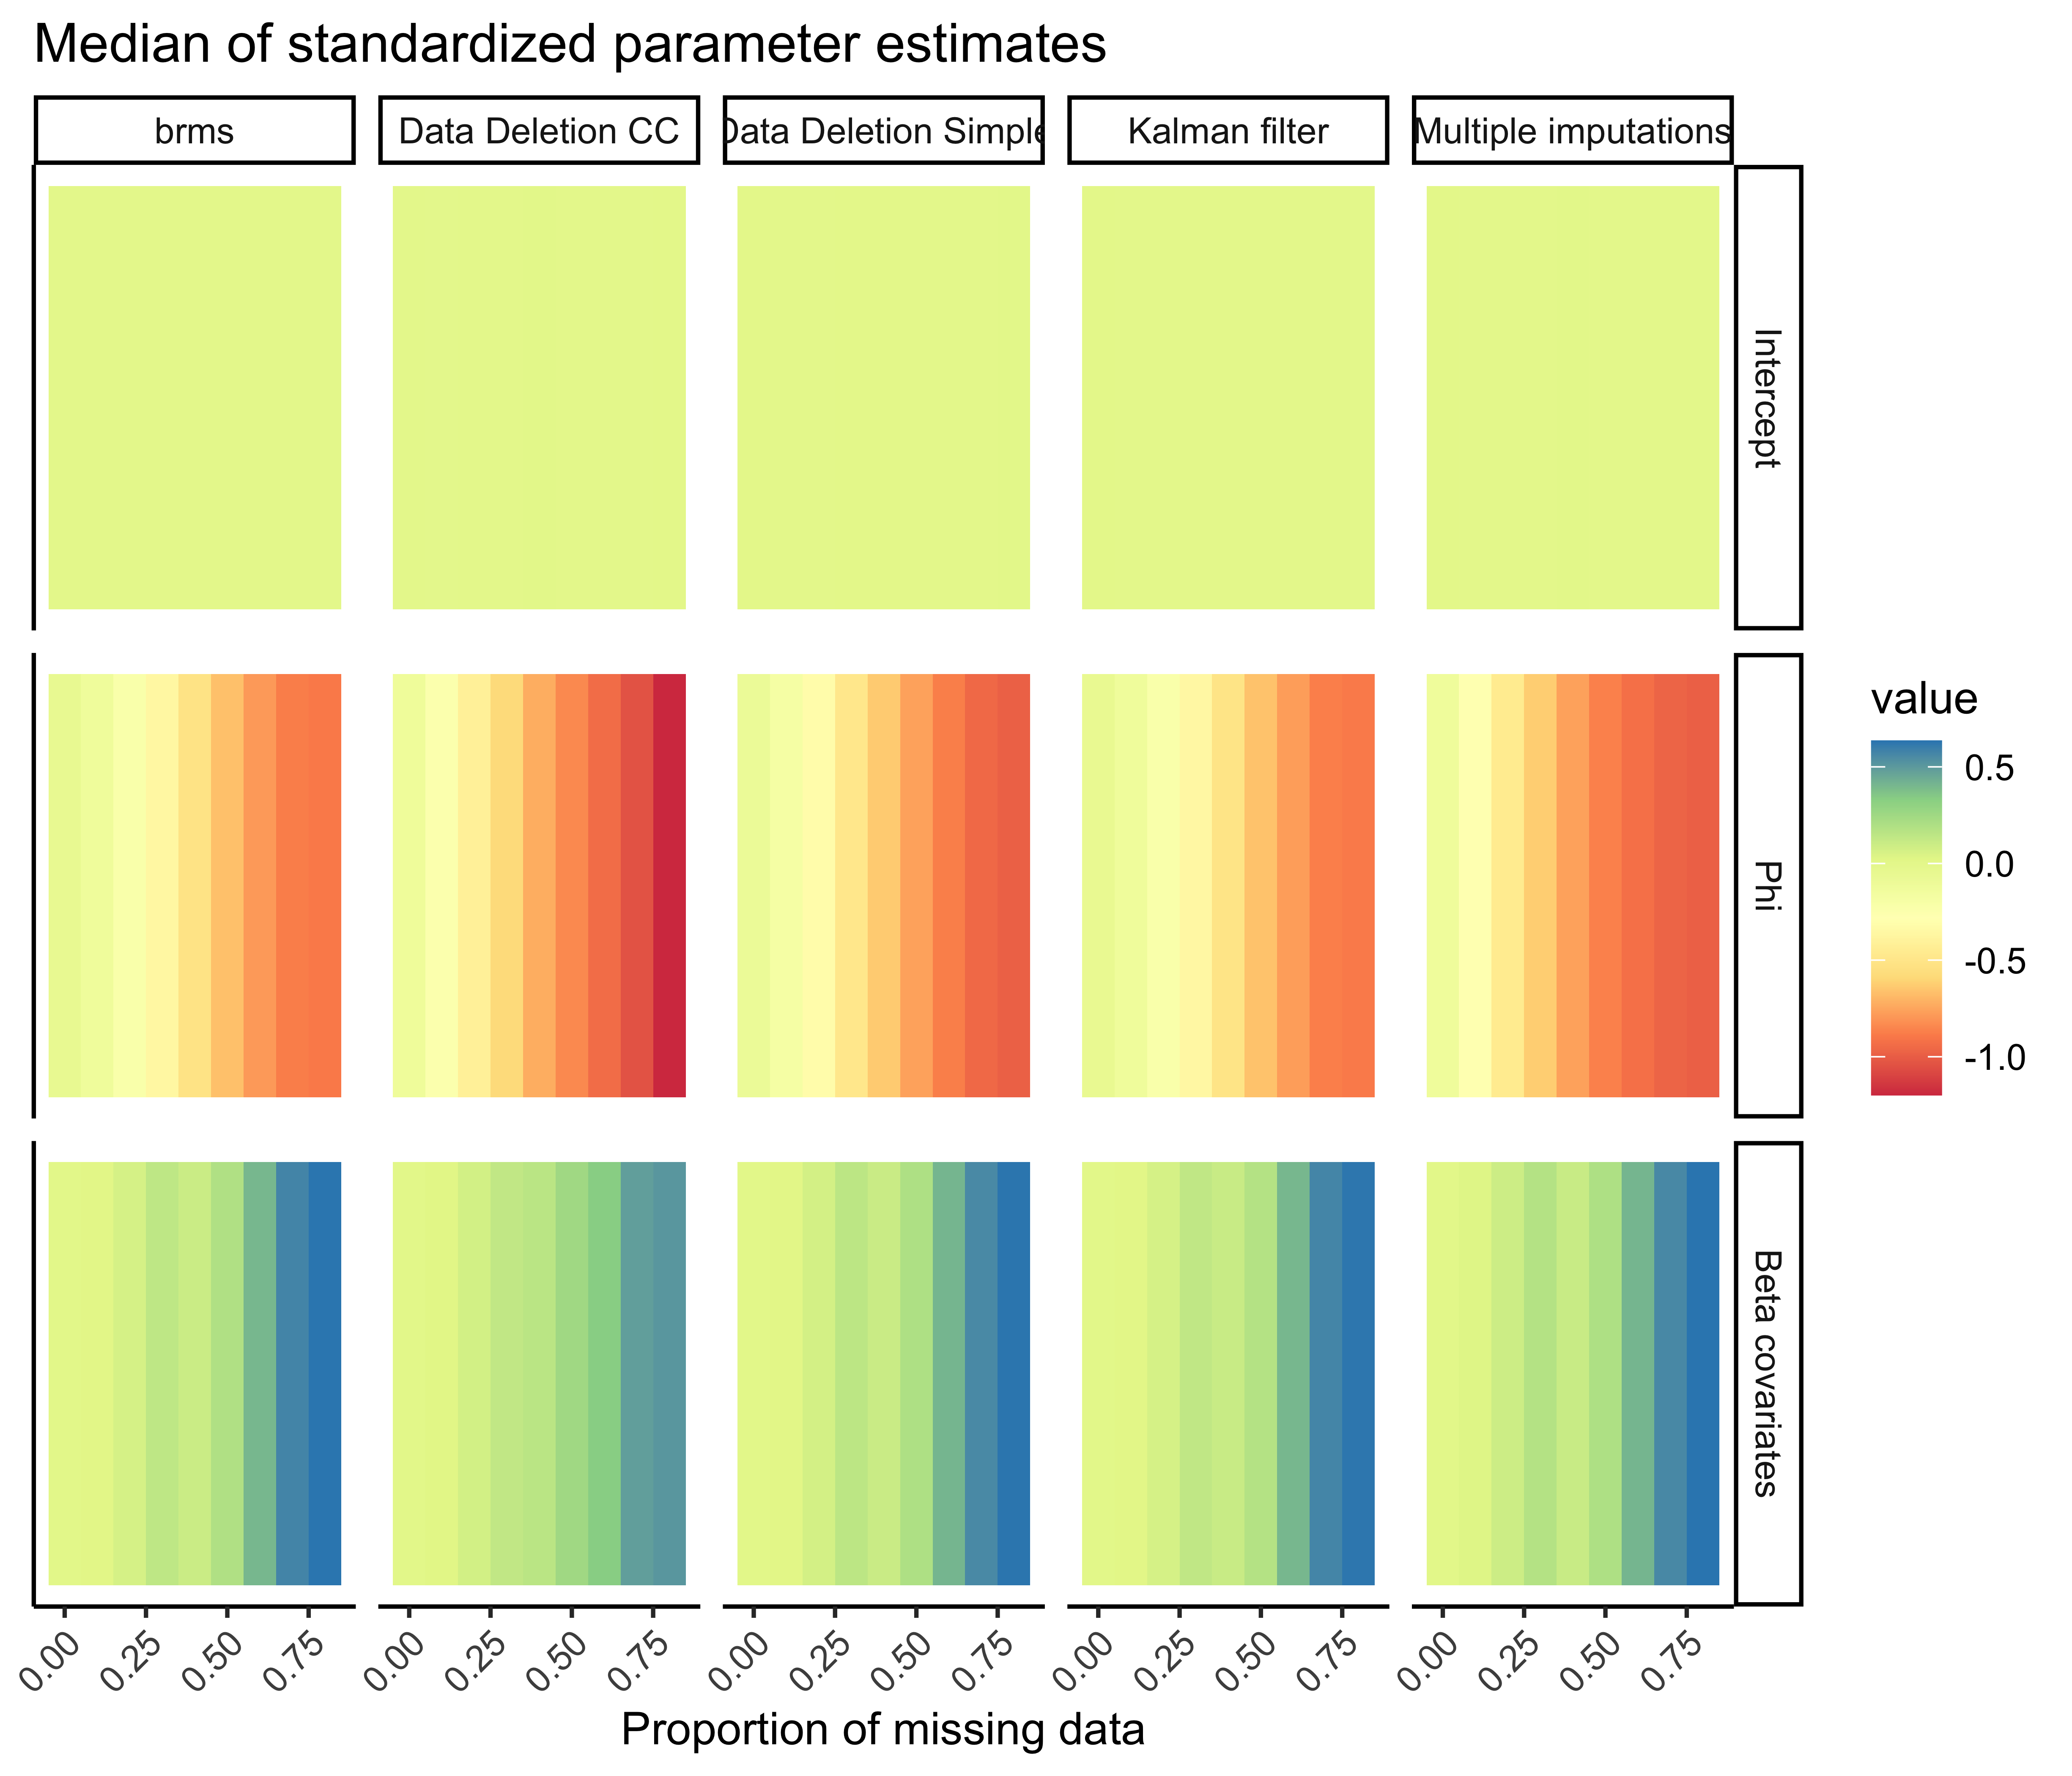 Median of standardized parameter estimates
brms
Data Deletion CC
Data Deletion Simple
Kalman filter
Multiple imputations
Intercept
Phi
Beta covariates
value
0.5
0.0
-0.5
-1.0
0.00 0.25 0.50 0.75 0.00 0.25 0.50 0.75 0.00 0.25 0.50 0.75 0.00 0.25 0.50 0.75 0.00 0.25 0.50 0.75
Proportion of missing data